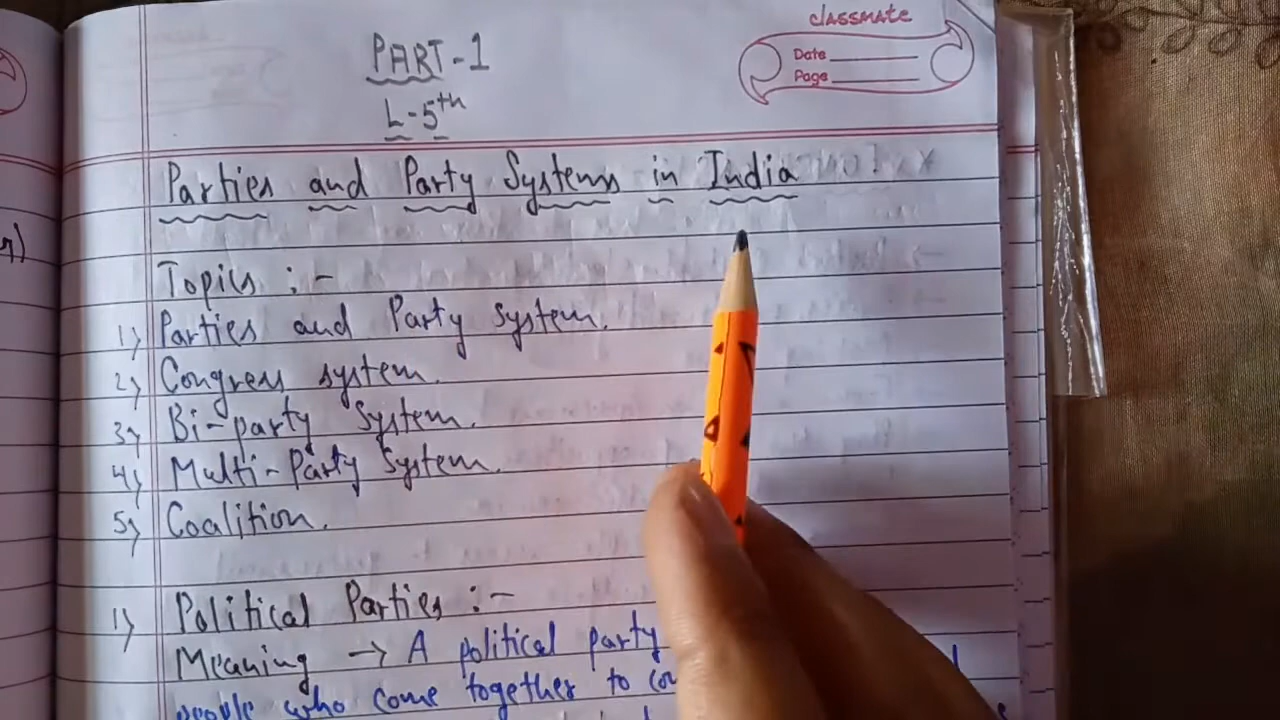 classmate
Date
Page
PART-1
L-5th
Parties and Party Systems in India
Topics :-
1) Parties and Party System.
2) Congress system.
3) Bi-party System.
4) Multi-Party System.
5) Coalition.
1) Political Parties :-
Meaning → A political party
people who come together to